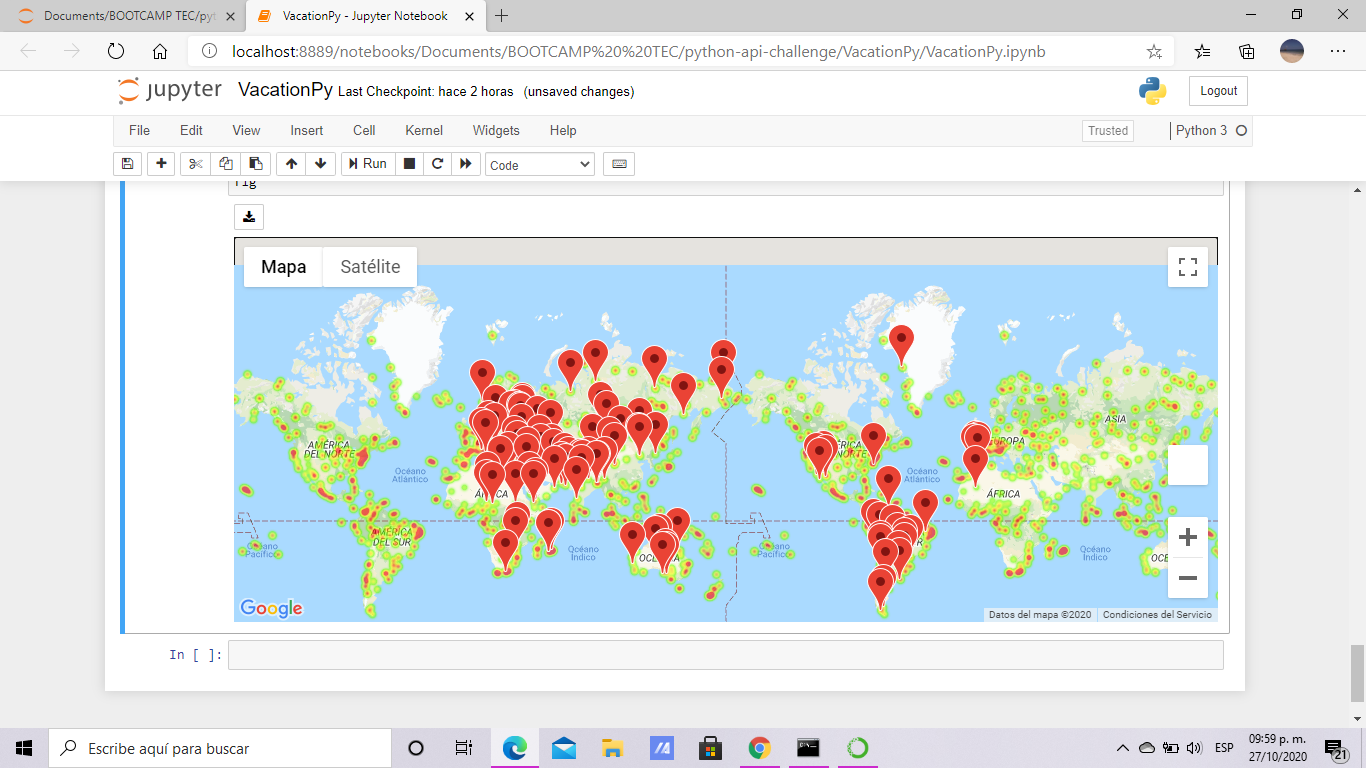 Documents/BOOTCAMP TEC/pyt
VacationPy - Jupyter Notebook
localhost:8889/notebooks/Documents/BOOTCAMP%20%20TEC/python-api-challenge/VacationPy/VacationPy.ipynb
jupyter VacationPy Last Checkpoint: hace 2 horas (unsaved changes)
Logout
File Edit View Insert Cell Kernel Widgets Help
Trusted
Python 3
Run
Code
fig
Mapa Satélite
AMÉRICA
DEL NORTE
Océano
Atlántico
ÁFRICA
AMÉRICA
DEL SUR
Océano
Pacífico
Océano
Índico
ASIA
EUROPA
Océano
Atlántico
ÁFRICA
Océano
Pacífico
Océano
Índico
Google
Datos del mapa ©2020
Condiciones del Servicio
In [ ]:
Escribe aquí para buscar
ESP
09:59 p. m.
27/10/2020
21